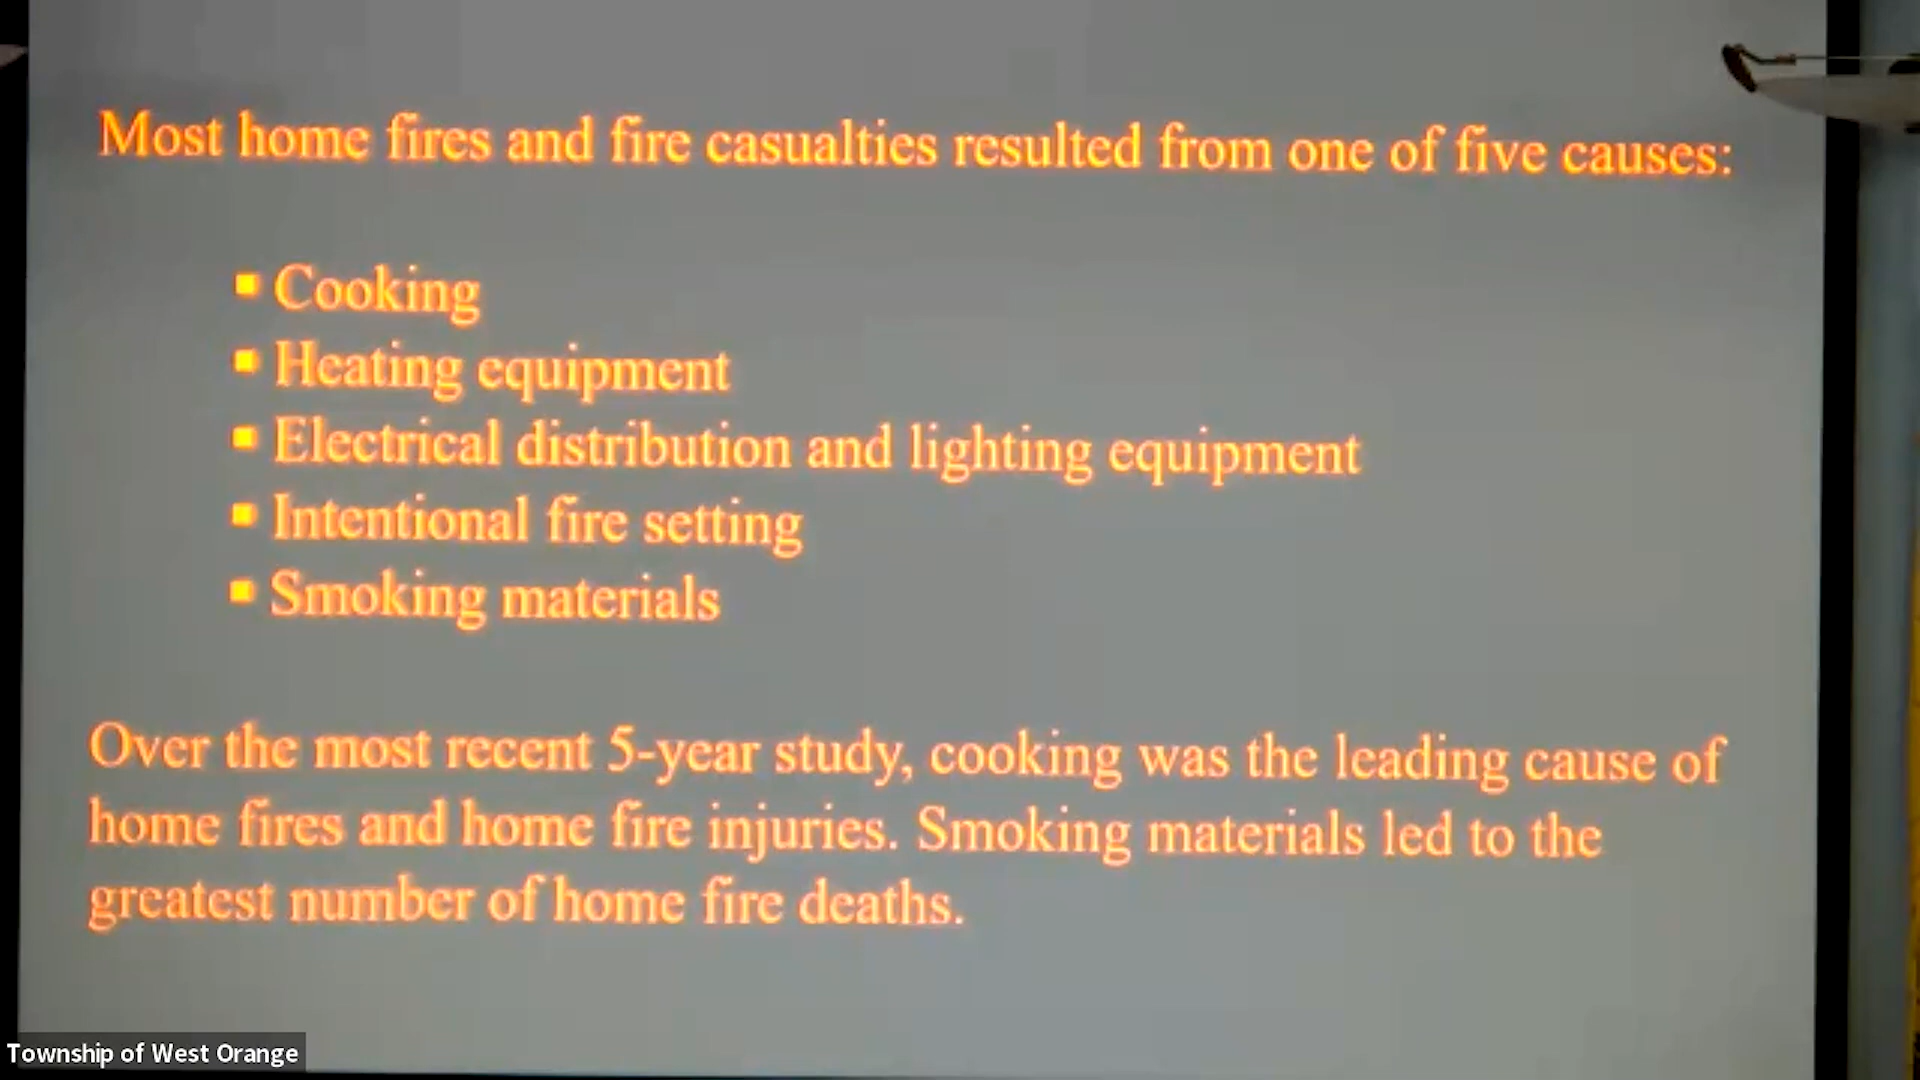 Most home fires and fire casualties resulted from one of five causes:
▪ Cooking
▪ Heating equipment
▪ Electrical distribution and lighting equipment
▪ Intentional fire setting
▪ Smoking materials
Over the most recent 5-year study, cooking was the leading cause of
home fires and home fire injuries. Smoking materials led to the
greatest number of home fire deaths.
Township of West Orange